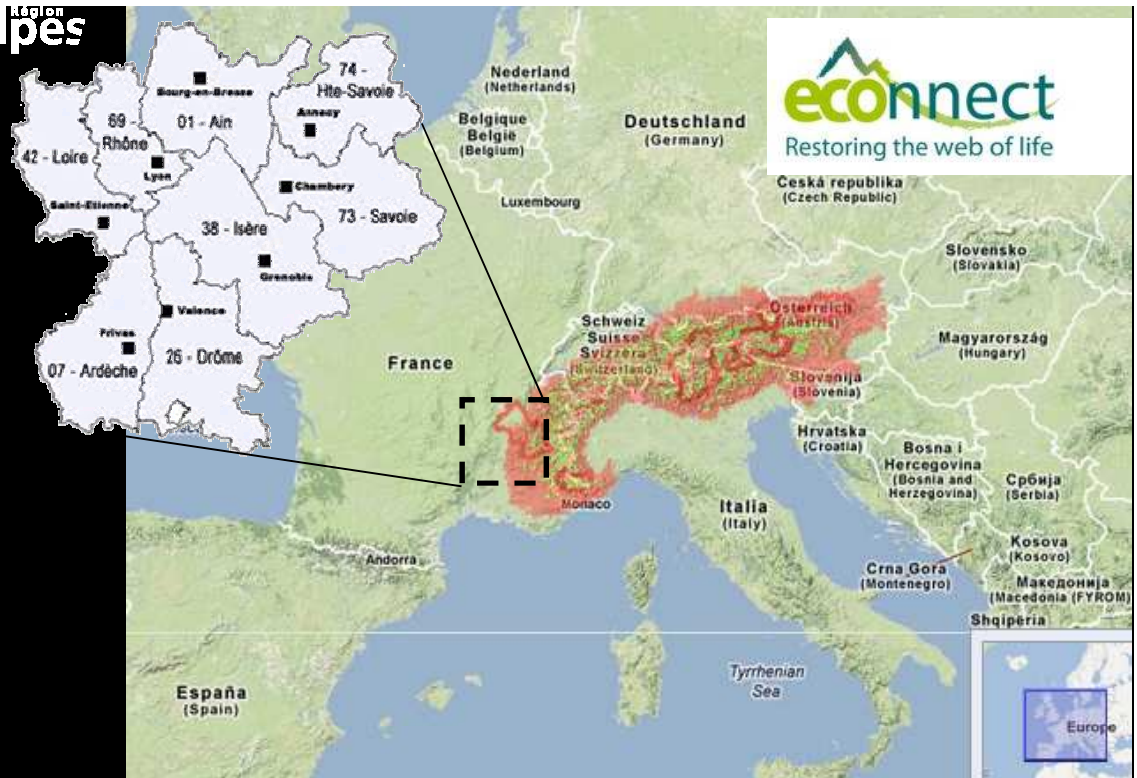 Région
lpes
74 -
Hte-Savoie
Bourg-en-Bresse
Annecy
69 -
Rhône
01 - Ain
42 - Loire
Lyon
Chambery
Saint-Etienne
38 - Isère
73 - Savoie
Grenoble
Valence
Privas
26 - Drôme
07 - Ardèche
econnect
Restoring the web of life
Nederland
(Netherlands)
Belgique
België
(Belgium)
Deutschland
(Germany)
Luxembourg
Česká republika
(Czech Republic)
Slovensko
(Slovakia)
Österreich
(Austria)
Schweiz
Suisse
Svizzera
(Switzerland)
Magyarország
(Hungary)
France
Slovenija
(Slovenia)
Hrvatska
(Croatia)
Bosna i
Hercegovina
(Bosnia and
Herzegovina)
Србија
(Serbia)
Monaco
Italia
(Italy)
Kosova
(Kosovo)
Andorra
Crna Gora
(Montenegro)
Македонија
(Macedonia (FYROM)
Shqipëria
Tyrrhenian
Sea
España
(Spain)
Europe